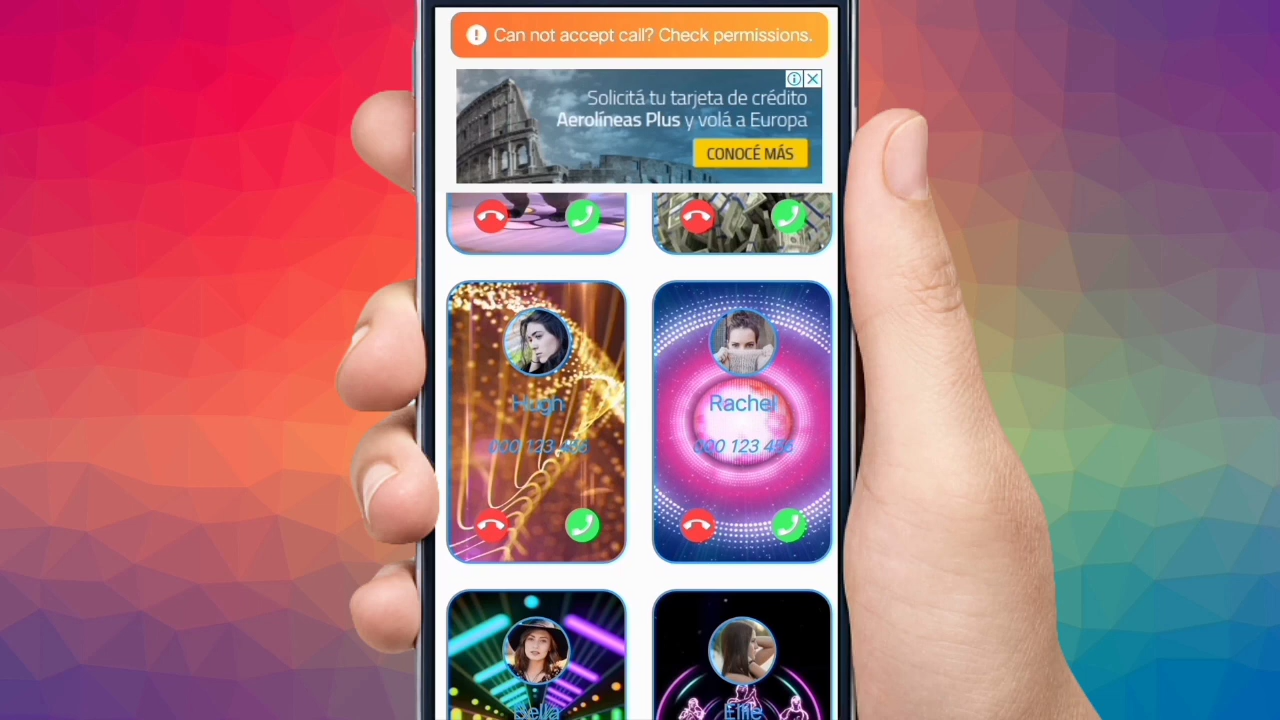 Can not accept call? Check permissions.
Solicitá tu tarjeta de crédito
Aerolíneas Plus y volá a Europa
CONOCÉ MÁS
Hugh
Rachel
000 123 456
000 123 456
Bella
Effie